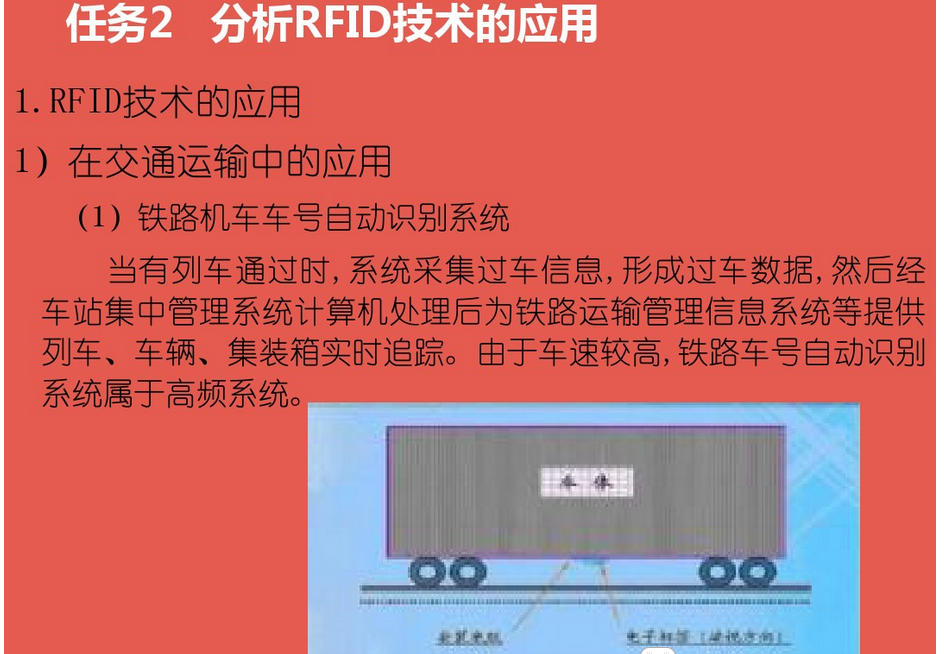 任务2 分析RFID技术的应用
1.RFID技术的应用
1）在交通运输中的应用
（1）铁路机车车号自动识别系统
当有列车通过时,系统采集过车信息,形成过车数据,然后经
车站集中管理系统计算机处理后为铁路运输管理信息系统等提供
列车、车辆、集装箱实时追踪。由于车速较高,铁路车号自动识别
系统属于高频系统。
车 体
电子标签